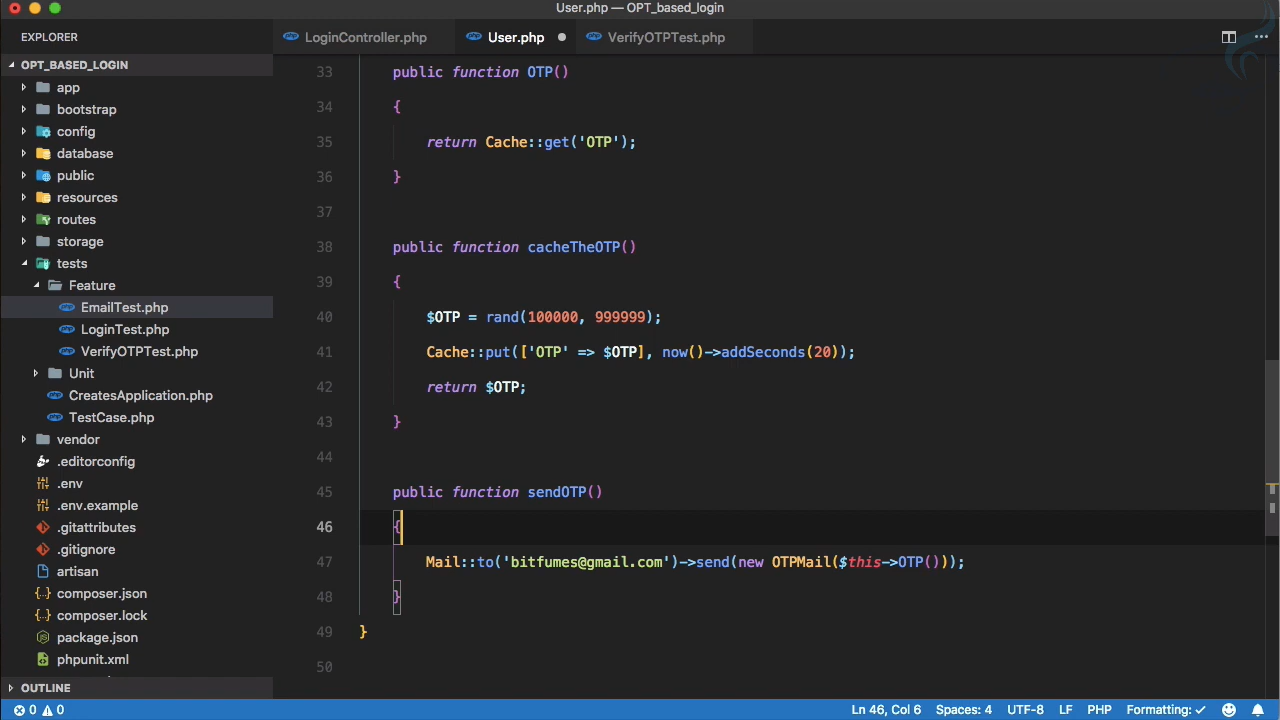 User.php — OPT_based_login
EXPLORER
LoginController.php
User.php
VerifyOTPTest.php
OPT_BASED_LOGIN
app
bootstrap
config
database
public
resources
routes
storage
tests
Feature
EmailTest.php
LoginTest.php
VerifyOTPTest.php
Unit
CreatesApplication.php
TestCase.php
vendor
.editorconfig
.env
.env.example
.gitattributes
.gitignore
artisan
composer.json
composer.lock
package.json
phpunit.xml
OUTLINE
33 public function OTP()
34 {
35 return Cache::get('OTP');
36 }
37
38 public function cacheTheOTP()
39 {
40 $OTP = rand(100000, 999999);
41 Cache::put(['OTP' => $OTP], now()->addSeconds(20));
42 return $OTP;
43 }
44
45 public function sendOTP()
46 {
47 Mail::to('bitfumes@gmail.com')->send(new OTPMail($this->OTP()));
48 }
49 }
50
0 0 Ln 46, Col 6 Spaces: 4 UTF-8 LF PHP Formatting: ✓